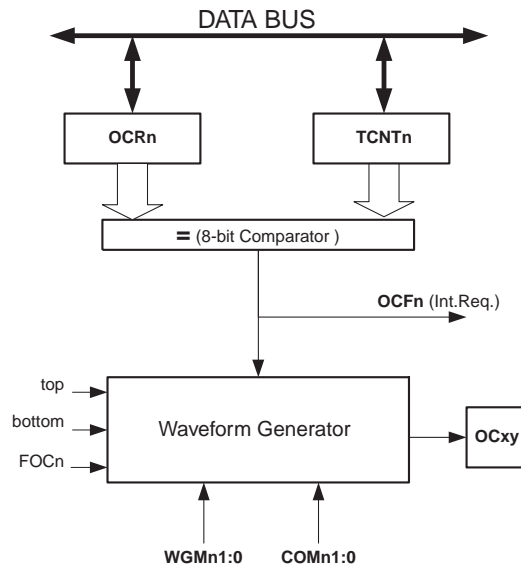 DATA BUS
OCRn
TCNTn
= (8-bit Comparator )
OCFn (Int.Req.)
top
bottom
FOCn
Waveform Generator
OCxy
WGMn1:0
COMn1:0